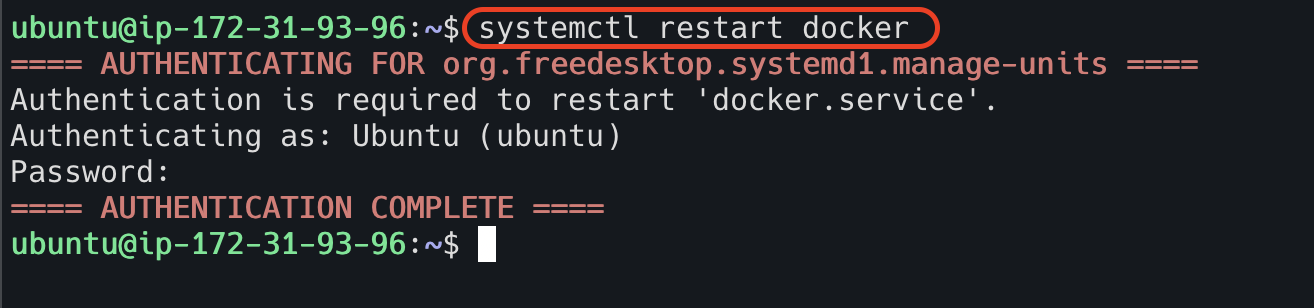 ubuntu@ip-172-31-93-96:~$ systemctl restart docker
==== AUTHENTICATING FOR org.freedesktop.systemd1.manage-units ====
Authentication is required to restart 'docker.service'.
Authenticating as: Ubuntu (ubuntu)
Password:
==== AUTHENTICATION COMPLETE ====
ubuntu@ip-172-31-93-96:~$